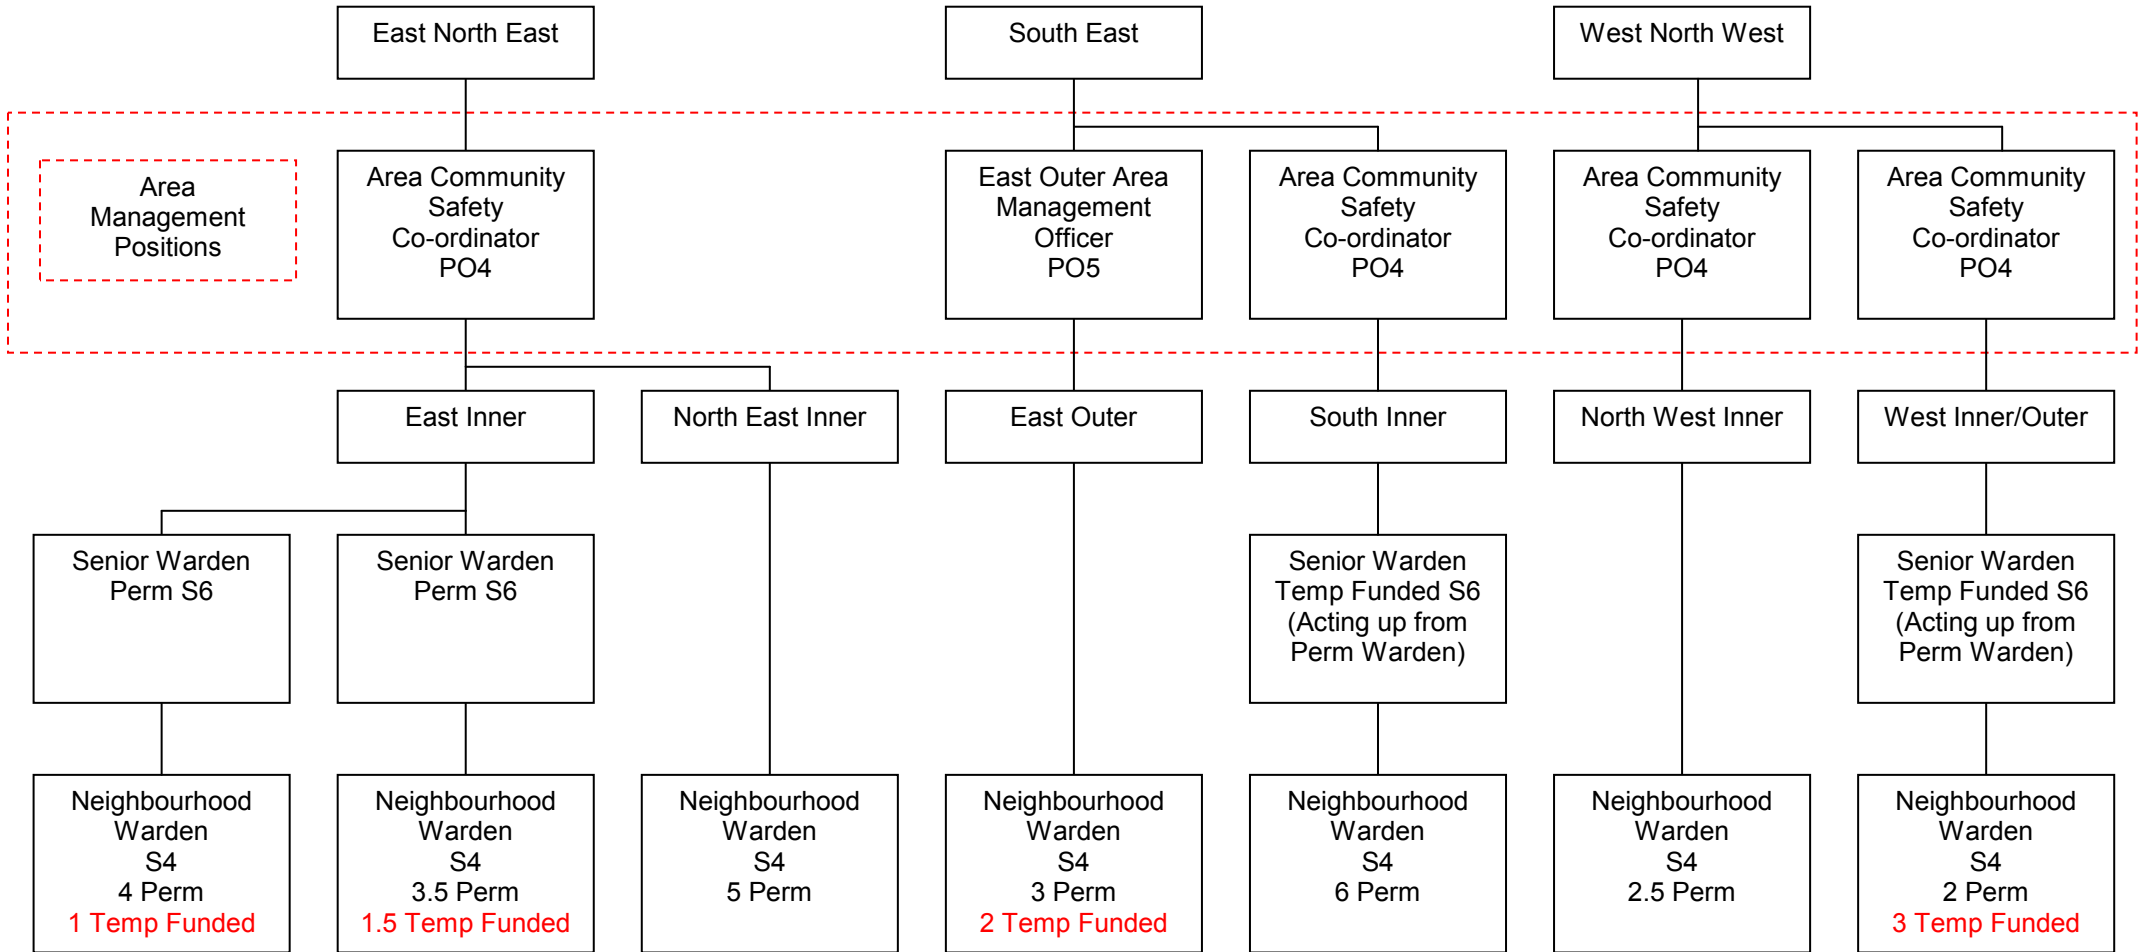 East North East
South East
West North West
Area
Management
Positions
Area Community
Safety
Co-ordinator
PO4
East Outer Area
Management
Officer
PO5
Area Community
Safety
Co-ordinator
PO4
Area Community
Safety
Co-ordinator
PO4
Area Community
Safety
Co-ordinator
PO4
East Inner
North East Inner
East Outer
South Inner
North West Inner
West Inner/Outer
Senior Warden
Perm S6
Senior Warden
Perm S6
Senior Warden
Temp Funded S6
(Acting up from
Perm Warden)
Senior Warden
Temp Funded S6
(Acting up from
Perm Warden)
Neighbourhood
Warden
S4
4 Perm
1 Temp Funded
Neighbourhood
Warden
S4
3.5 Perm
1.5 Temp Funded
Neighbourhood
Warden
S4
5 Perm
Neighbourhood
Warden
S4
3 Perm
2 Temp Funded
Neighbourhood
Warden
S4
6 Perm
Neighbourhood
Warden
S4
2.5 Perm
Neighbourhood
Warden
S4
2 Perm
3 Temp Funded